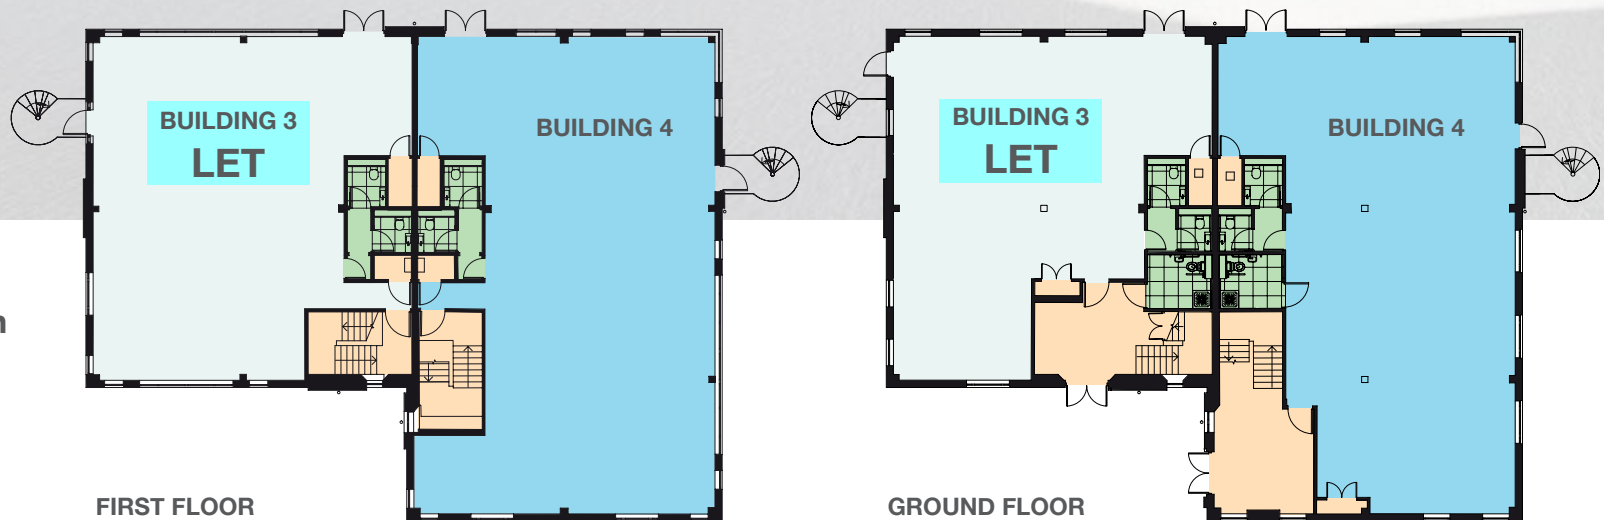 BUILDING 3
LET
BUILDING 4
FIRST FLOOR
BUILDING 3
LET
BUILDING 4
GROUND FLOOR